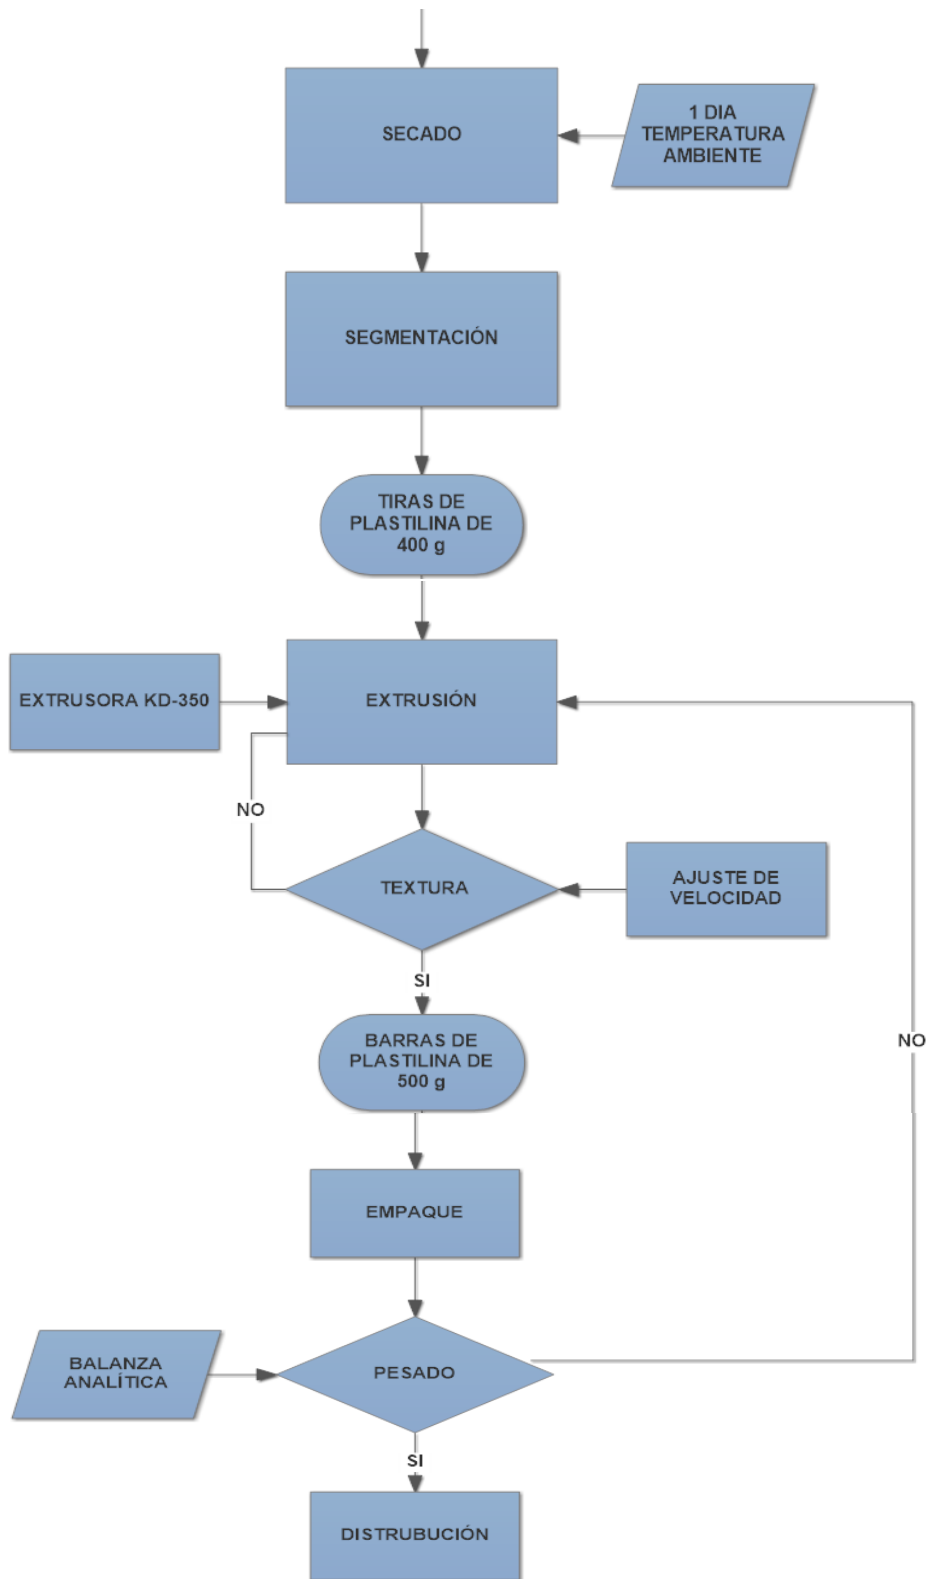 SECADO
1 DIA
TEMPERATURA
AMBIENTE
SEGMENTACIÓN
TIRAS DE
PLASTILINA DE
400 g
EXTRUSORA KD-350
EXTRUSIÓN
NO
TEXTURA
AJUSTE DE
VELOCIDAD
SI
BARRAS DE
PLASTILINA DE
500 g
NO
EMPAQUE
BALANZA
ANALÍTICA
PESADO
SI
DISTRUBUCIÓN